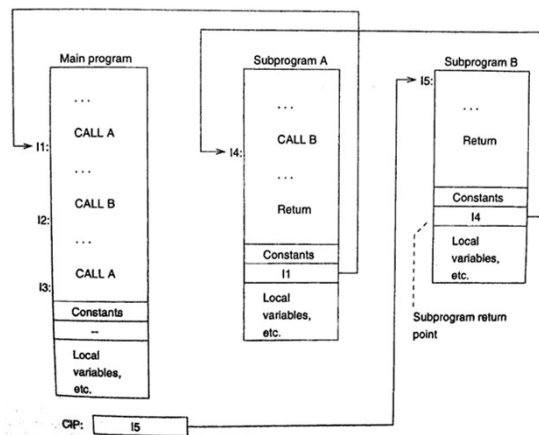 Main program
. . .
CALL A
I1:
. . .
CALL B
I2:
. . .
CALL A
I3:
Constants
--
Local
variables,
etc.
Subprogram A
. . .
CALL B
I4:
. . .
Return
Constants
I1
Local
variables,
etc.
Subprogram B
I5:
. . .
Return
Constants
I4
Local
variables,
etc.
Subprogram return
point
CIP: I5